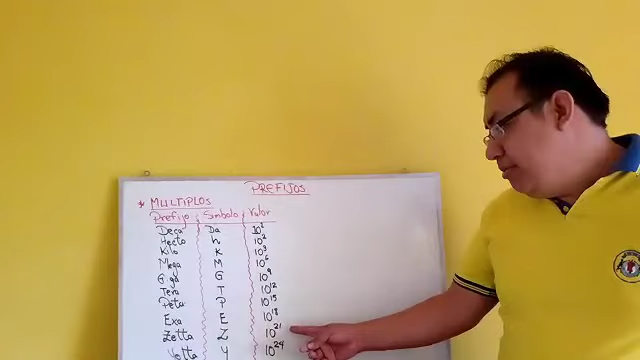 PREFIJOS
* MULTIPLOS
Prefijo Símbolo Valor
Deca Da 10¹
Hecto h 10²
Kilo K 10³
Mega M 10⁶
Giga G 10⁹
Tera T 10¹²
Peta P 10¹⁵
Exa E 10¹⁸
Zetta Z 10²¹
Yotta Y 10²⁴